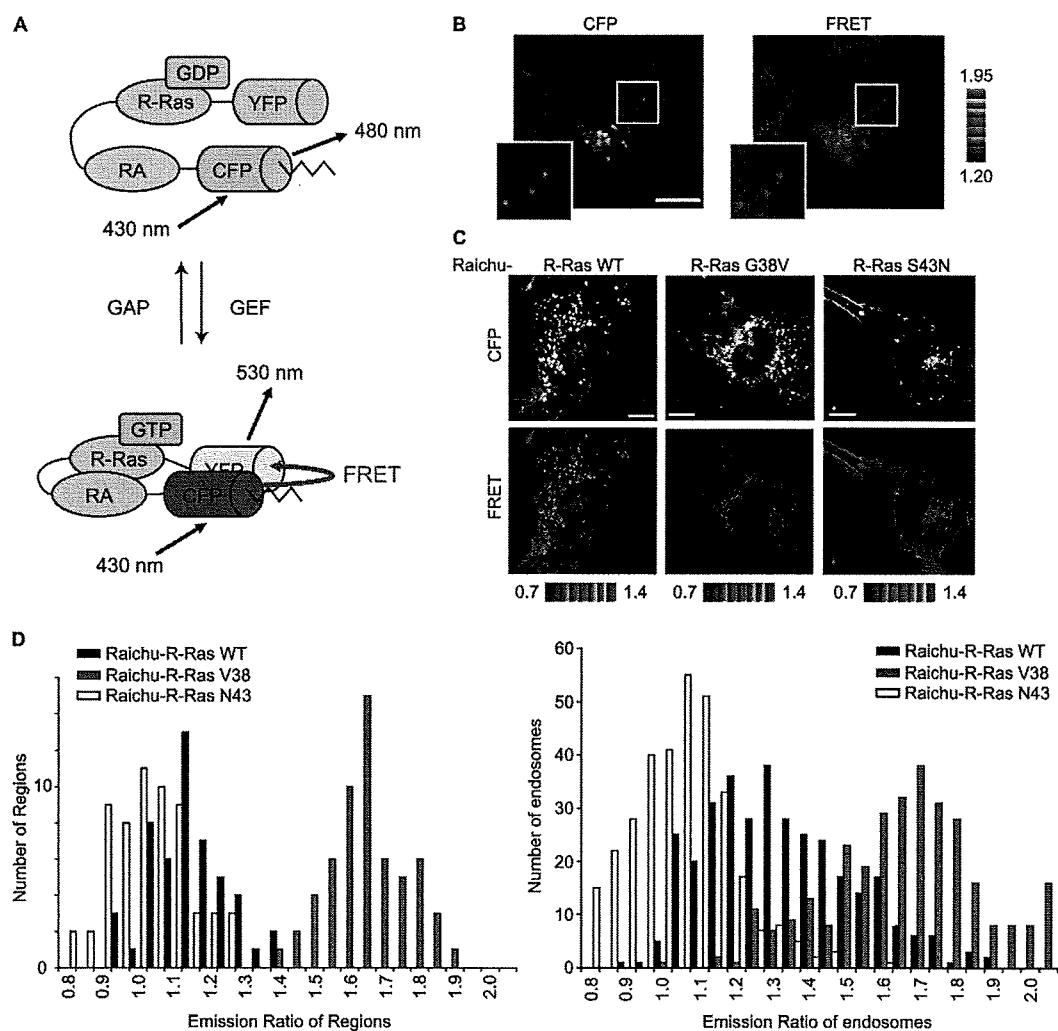 A
GDP
R-Ras
YFP
480 nm
RA
CFP
430 nm
GAP
GEF
530 nm
GTP
R-Ras
YFP
FRET
RA
CFP
430 nm
B
CFP
FRET
1.95
1.20
C
Raichu-
R-Ras WT
R-Ras G38V
R-Ras S43N
CFP
FRET
0.7
1.4
0.7
1.4
0.7
1.4
D
Raichu-R-Ras WT
Raichu-R-Ras V38
Raichu-R-Ras N43
Number of Regions
10
0
0.8 0.9 1.0 1.1 1.2 1.3 1.4 1.5 1.6 1.7 1.8 1.9 2.0
Emission Ratio of Regions
Raichu-R-Ras WT
Raichu-R-Ras V38
Raichu-R-Ras N43
Number of endosomes
60
50
40
30
20
10
0
0.8 0.9 1.0 1.1 1.2 1.3 1.4 1.5 1.6 1.7 1.8 1.9 2.0
Emission Ratio of endosomes